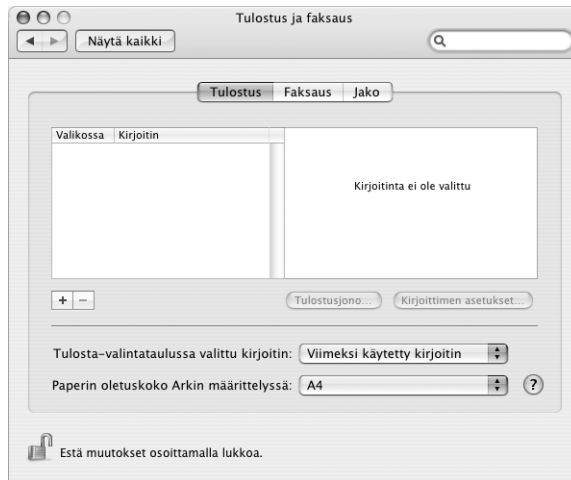 Tulostus ja faksaus
Näytä kaikki
Tulostus Faksaus Jako
Valikossa Kirjoitin
Kirjoitinta ei ole valittu
+ −
Tulostusjono... Kirjoittimen asetukset...
Tulosta-valintataulussa valittu kirjoitin: Viimeksi käytetty kirjoitin
Paperin oletuskoko Arkin määrittelyssä: A4 ?
Estä muutokset osoittamalla lukkoa.